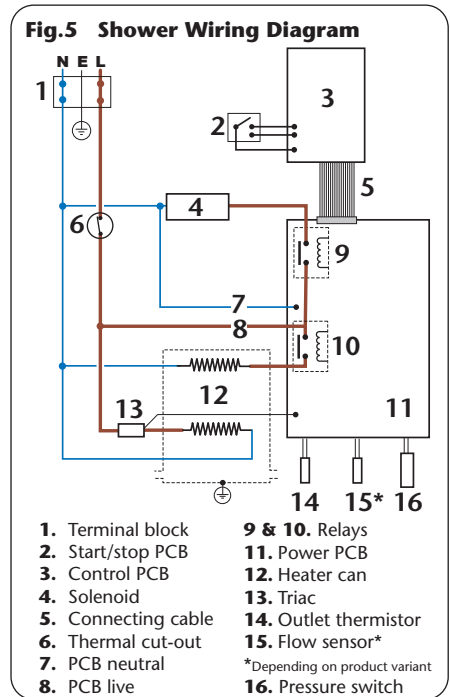 Fig.5 Shower Wiring Diagram
N E L
1
2
3
4
5
6
7
8
9
10
11
12
13
14 15* 16
1. Terminal block
2. Start/stop PCB
3. Control PCB
4. Solenoid
5. Connecting cable
6. Thermal cut-out
7. PCB neutral
8. PCB live
9 & 10. Relays
11. Power PCB
12. Heater can
13. Triac
14. Outlet thermistor
15. Flow sensor*
*Depending on product variant
16. Pressure switch